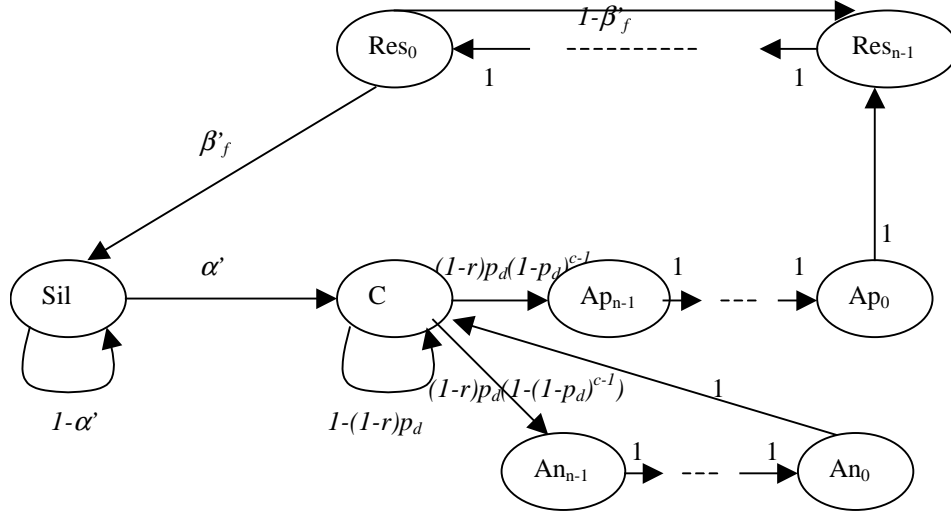 1-β'f
Res0
Resn-1
1
1
β'f
1
α'
(1-r)pd(1-pd)^c-1
1
1
Sil
C
Apn-1
Ap0
(1-r)pd(1-(1-pd)^c-1)
1
1-α'
1-(1-r)pd
1
1
Ann-1
An0